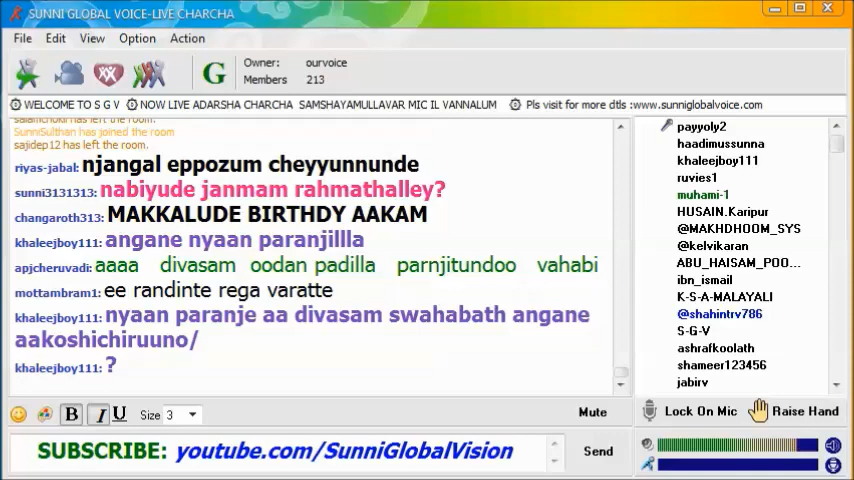 SUNNI GLOBAL VOICE-LIVE CHARCHA
File Edit View Option Action
G Owner: ourvoice
Members 213
WELCOME TO S G V NOW LIVE ADARSHA CHARCHA SAMSHAYAMULLAVAR MIC IL VANNALUM Pls visit for more dtls :www.sunniglobalvoice.com
has left the room.
SunniSulthan has joined the room
sajidep12 has left the room.
riyas-jabal: njangal eppozum cheyyunnunde
sunni3131313: nabiyude janmam rahmathalley?
changaroth313: MAKKALUDE BIRTHDY AAKAM
khaleejboy111: angane nyaan paranjillla
apjcheruvadi: aaaa divasam oodan padilla parnjitundoo vahabi
mottambram1: ee randinte rega varatte
khaleejboy111: nyaan paranje aa divasam swahabath angane
aakoshichiruuno/
khaleejboy111: ?
payyoly2
haadimussunna
khaleejboy111
ruvies1
muhami-1
HUSAIN.Karipur
@MAKHDHOOM_SYS
@kelvikaran
ABU_HAISAM_POO...
ibn_ismail
K-S-A-MALAYALI
@shahintrv786
S-G-V
ashrafkoolath
shameer123456
jabirv
B I U Size 3 Mute
Lock On Mic Raise Hand
SUBSCRIBE: youtube.com/SunniGlobalVision Send